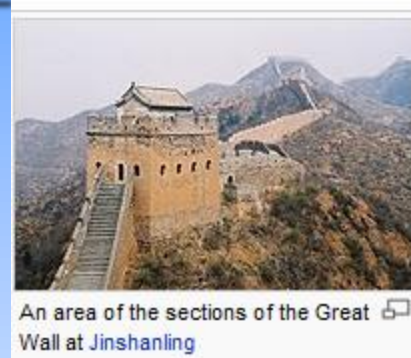 An area of the sections of the Great
Wall at Jinshanling